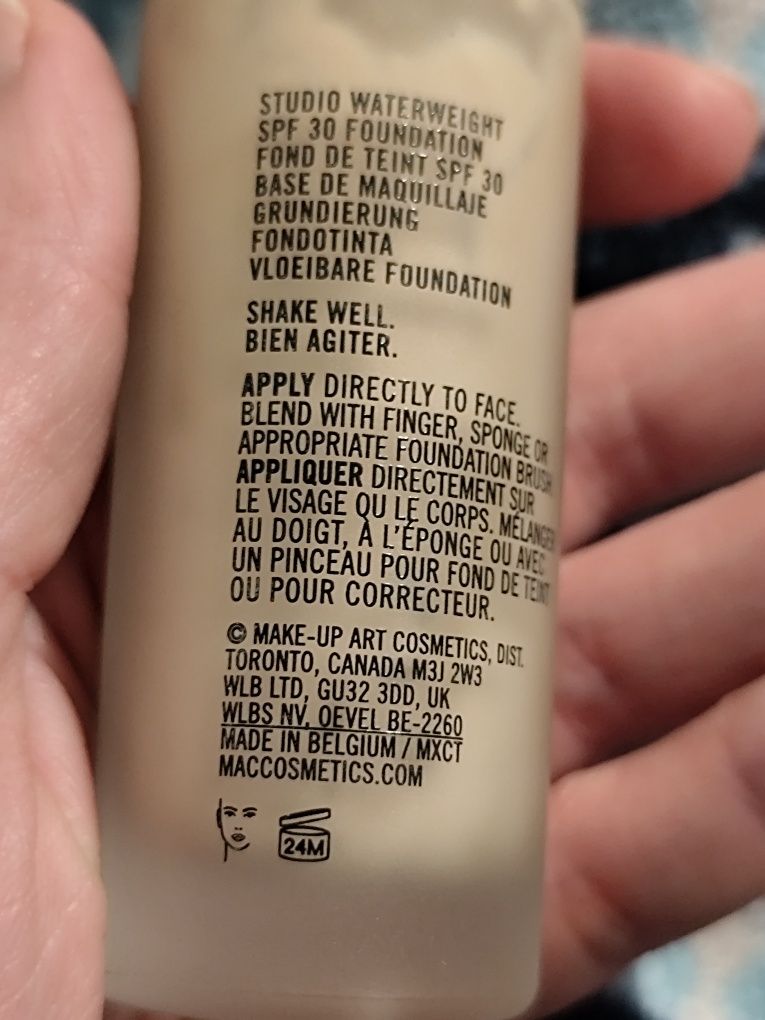 STUDIO WATERWEIGHT
SPF 30 FOUNDATION
FOND DE TEINT SPF 30
BASE DE MAQUILLAJE
GRUNDIERUNG
FONDOTINTA
VLOEIBARE FOUNDATION
SHAKE WELL.
BIEN AGITER.
APPLY DIRECTLY TO FACE.
BLEND WITH FINGER, SPONGE OR
APPROPRIATE FOUNDATION BRUSH
APPLIQUER DIRECTEMENT SUR
LE VISAGE OU LE CORPS. MÉLANGER
AU DOIGT, À L'ÉPONGE OU AVEC
UN PINCEAU POUR FOND DE TEINT
OU POUR CORRECTEUR.
© MAKE-UP ART COSMETICS, DIST.
TORONTO, CANADA M3J 2W3
WLB LTD, GU32 3DD, UK
WLBS NV, OEVEL BE-2260
MADE IN BELGIUM / MXCT
MACCOSMETICS.COM
24M